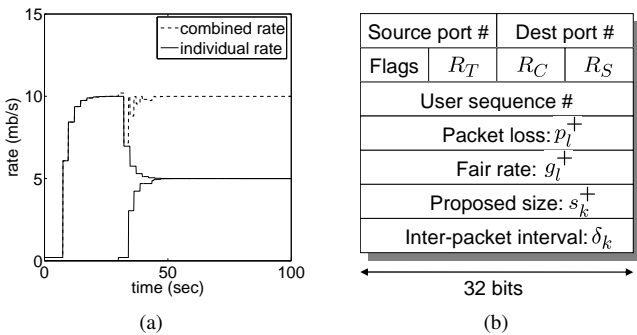 15
10
5
0
0
50
100
rate (mb/s)
time (sec)
combined rate
individual rate
(a)
Source port # Dest port #
Flags R_T R_C R_S
User sequence #
Packet loss: p_l^+
Fair rate: g_l^+
Proposed size: s_k^+
Inter-packet interval: δ_k
32 bits
(b)